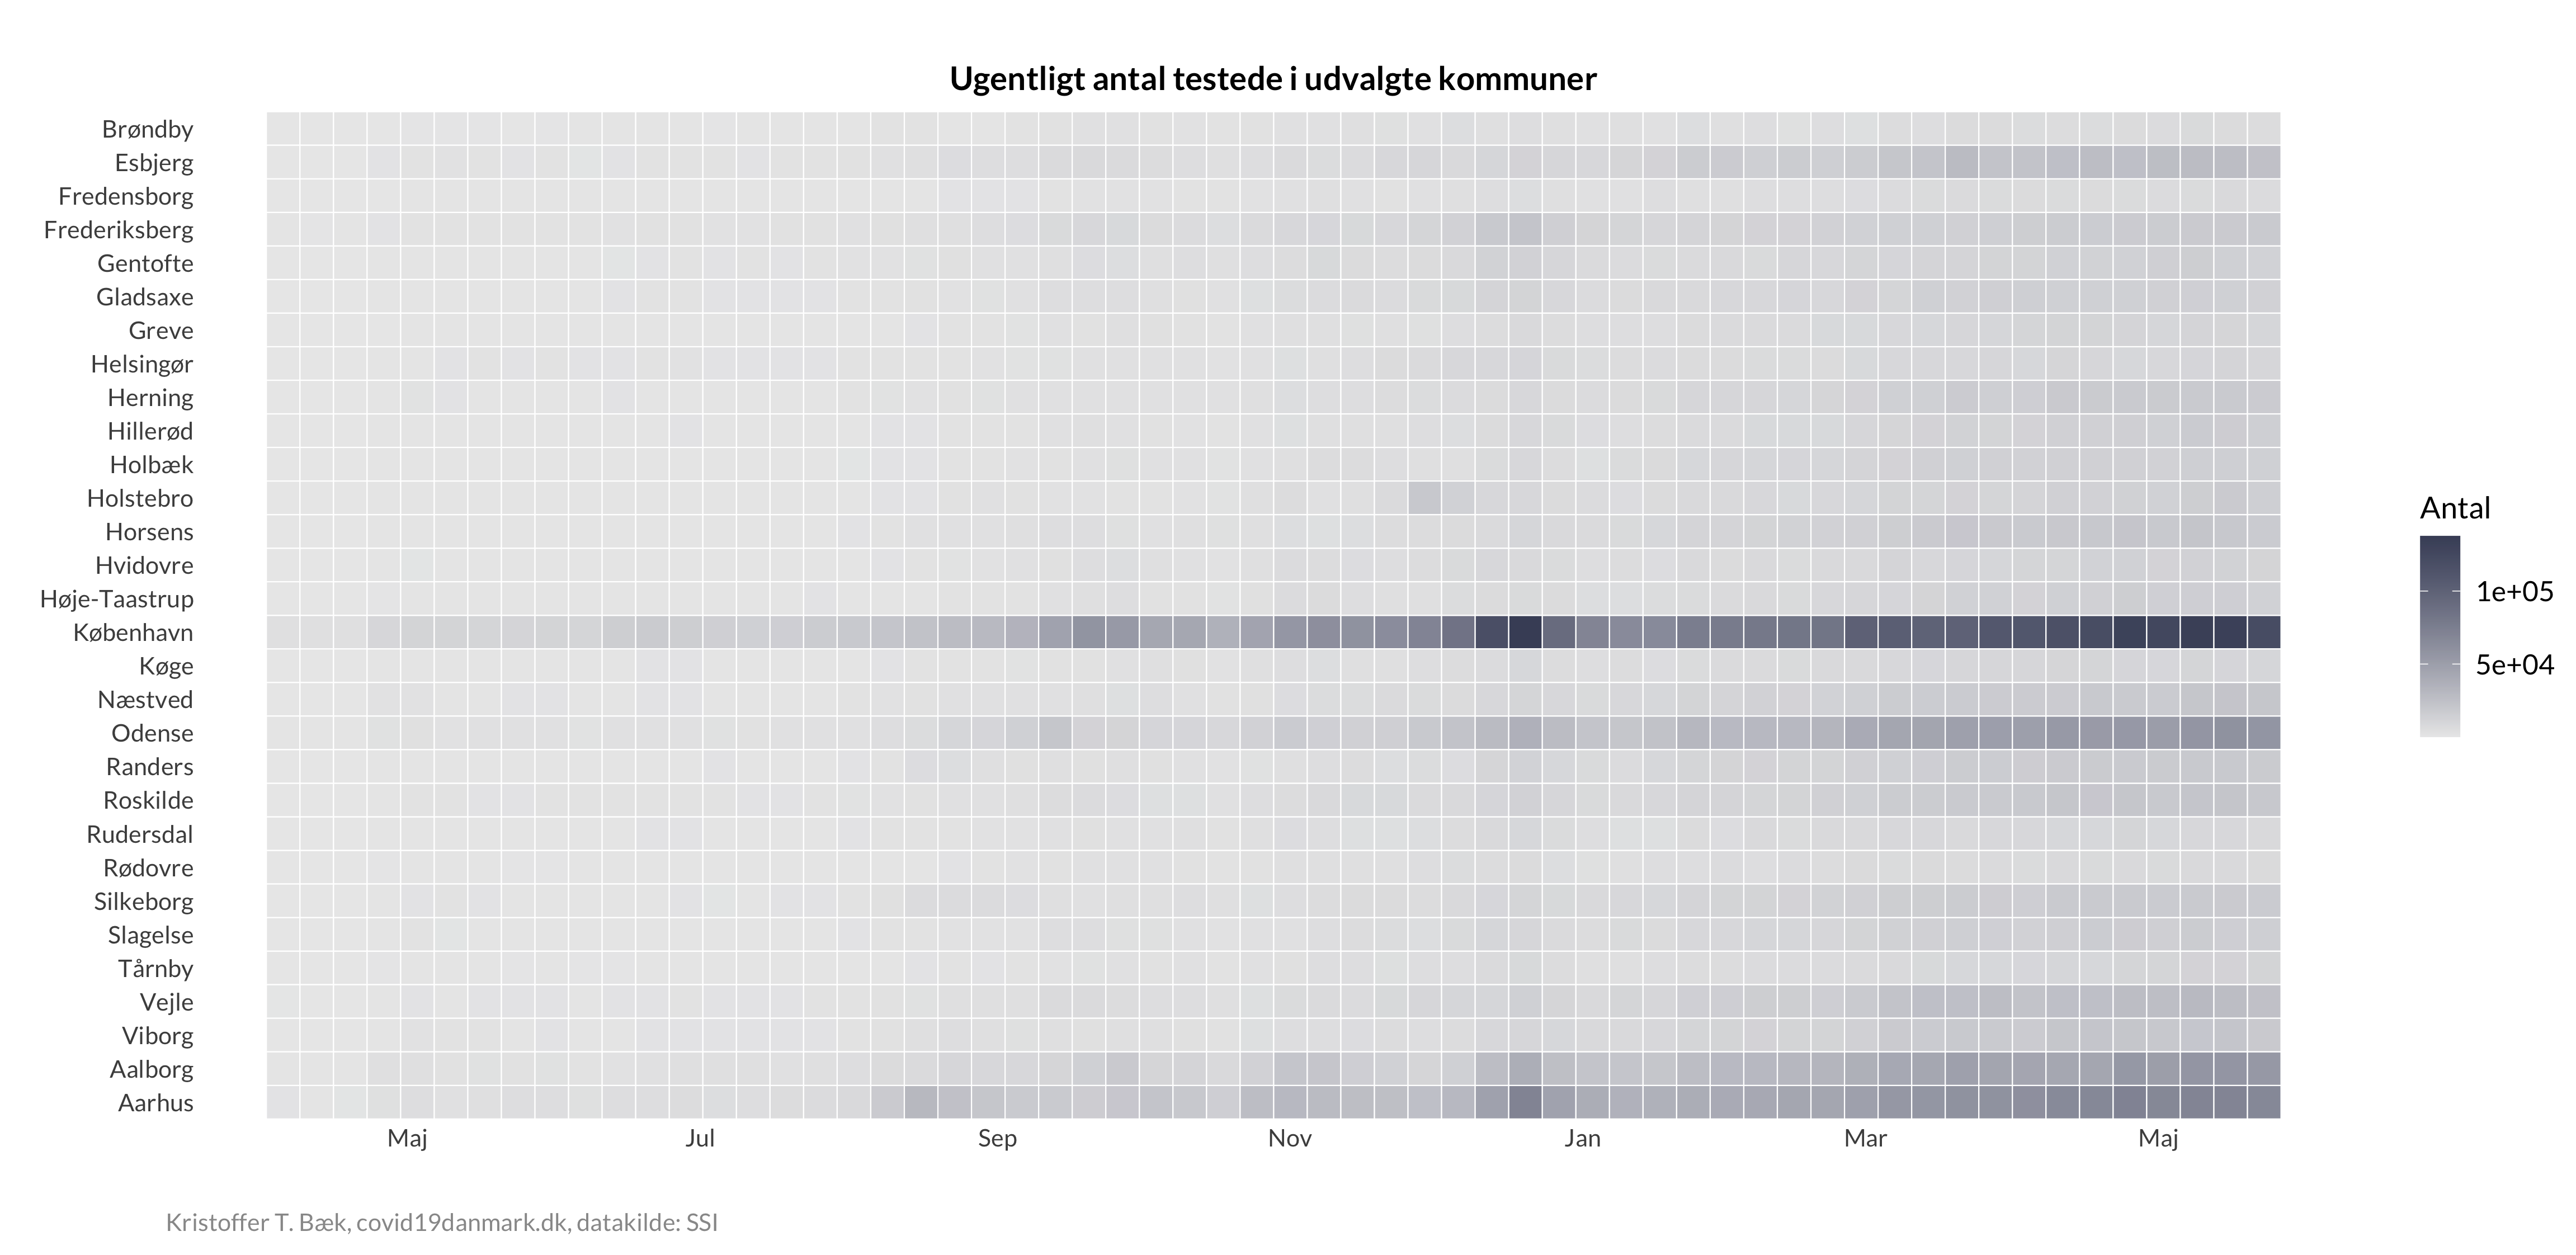 Ugentligt antal testede i udvalgte kommuner
Brøndby
Esbjerg
Fredensborg
Frederiksberg
Gentofte
Gladsaxe
Greve
Helsingør
Herning
Hillerød
Holbæk
Holstebro
Horsens
Hvidovre
Høje-Taastrup
København
Køge
Næstved
Odense
Randers
Roskilde
Rudersdal
Rødovre
Silkeborg
Slagelse
Tårnby
Vejle
Viborg
Aalborg
Aarhus
Maj Jul Sep Nov Jan Mar Maj
Antal
1e+05
5e+04
Kristoffer T. Bæk, covid19danmark.dk, datakilde: SSI